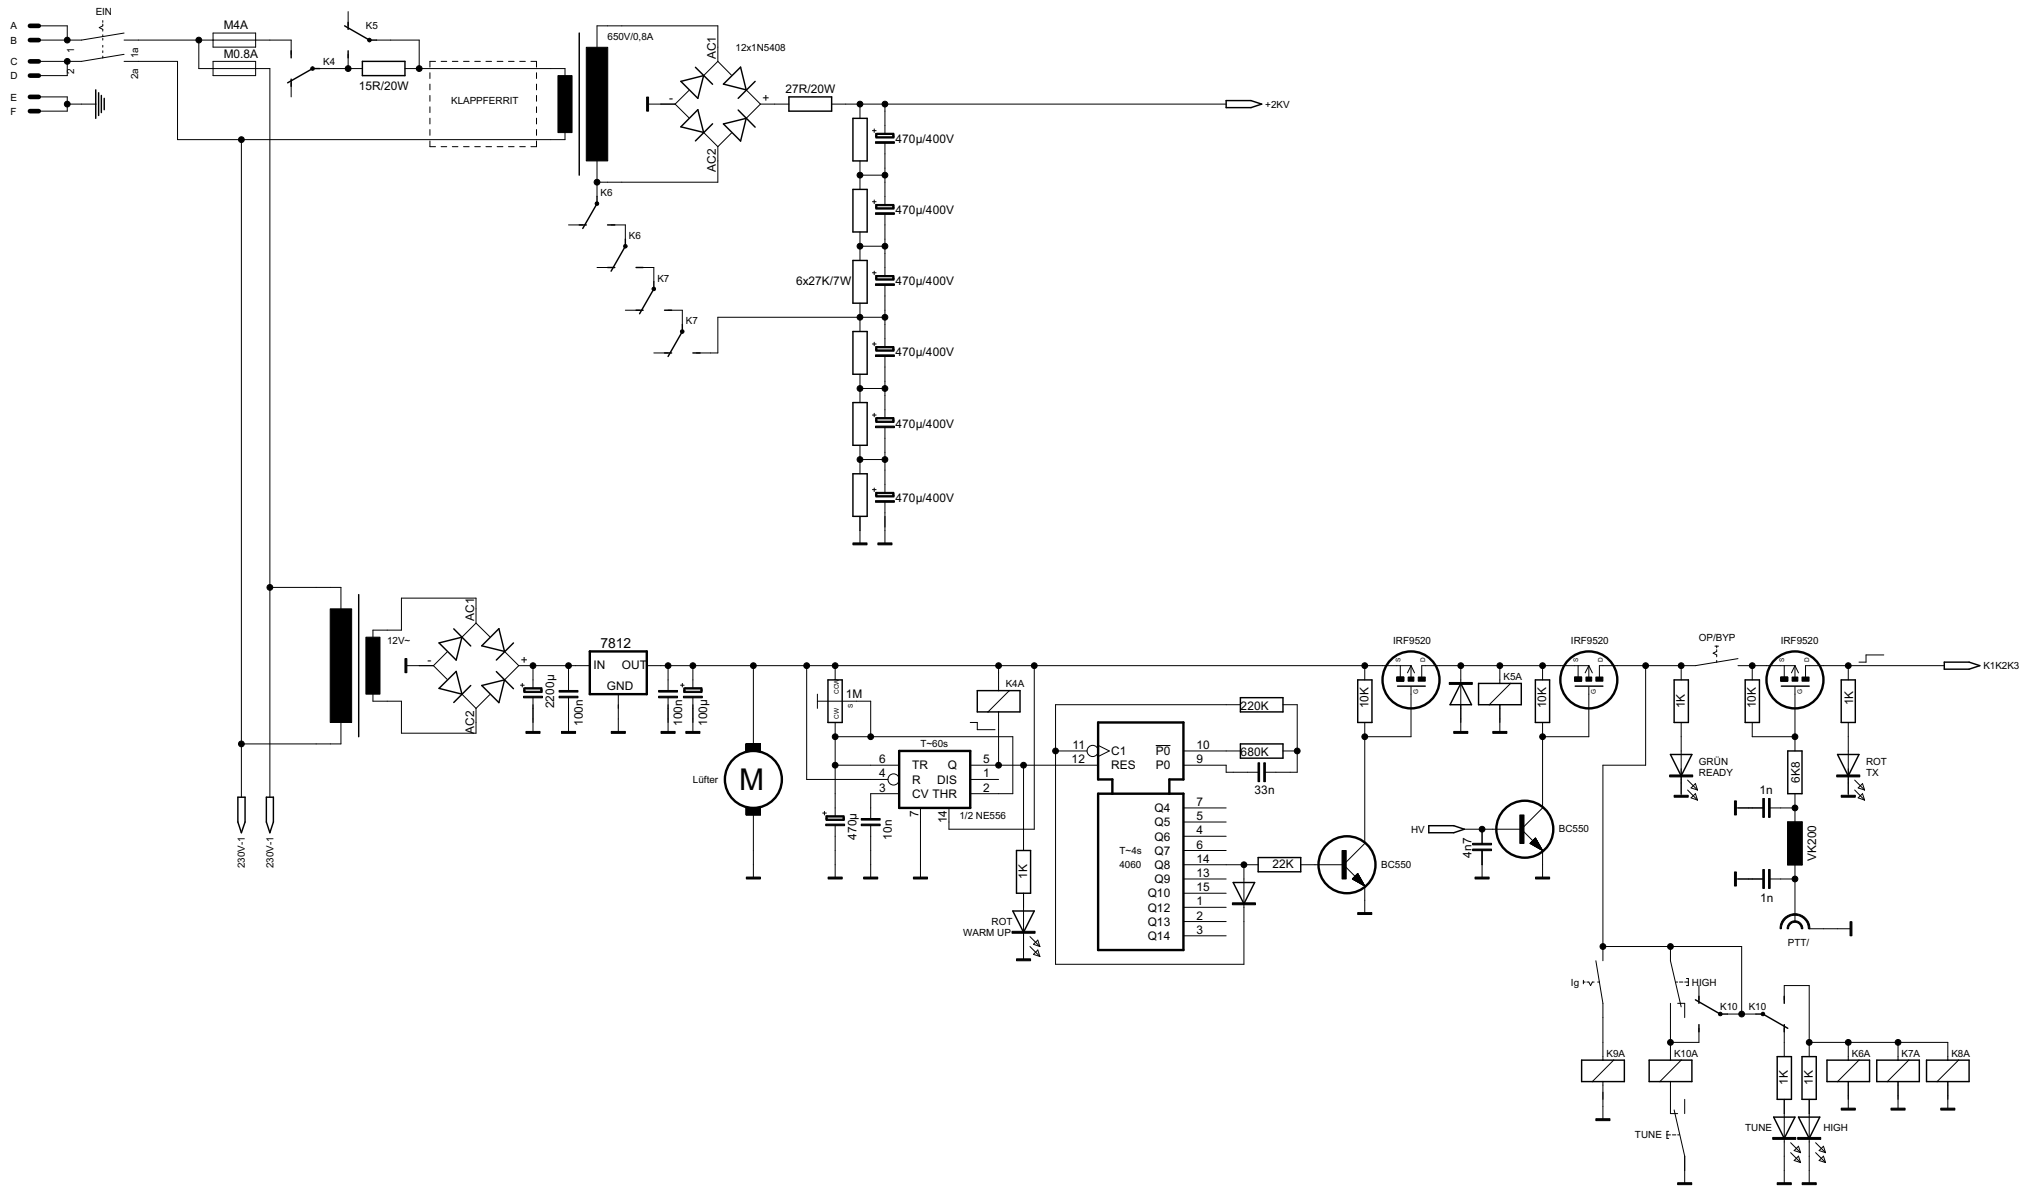 A
B
C
D
E
F
EIN
1
2
1a
2a
M4A
M0.8A
K4
K5
15R/20W
KLAPPFERRIT
650V/0,8A
AC1
AC2
12x1N5408
-
+
27R/20W
+2KV
470µ/400V
470µ/400V
470µ/400V
470µ/400V
470µ/400V
470µ/400V
6x27K/7W
K6
K6
K7
K7
230V-1
230V-1
12V~
AC1
AC2
-
+
2200µ
100n
7812
IN OUT
GND
100n
100µ
Lüfter
M
1M
CCW
CW
S
T~60s
6 TR Q 5
4 R DIS 1
3 CV THR 2
7
14
1/2 NE556
470µ
10n
K4A
1K
ROT
WARM UP
220K
680K
33n
11 C1 P0 10
12 RES P0 9
T~4s
4060
Q4 7
Q5 5
Q6 4
Q7 6
Q8 14
Q9 13
Q10 15
Q12 1
Q13 2
Q14 3
22K
BC550
10K
IRF9520
S
D
G
K5A
10K
IRF9520
S
D
G
HV
4n7
BC550
1K
GRÜN
READY
OP/BYP
10K
IRF9520
S
D
G
6K8
1n
VK200
1n
PTT/
1K
ROT
TX
K1K2K3
Ig
HIGH
K10
K10
K9A
K10A
TUNE
1K
1K
TUNE
HIGH
K6A
K7A
K8A